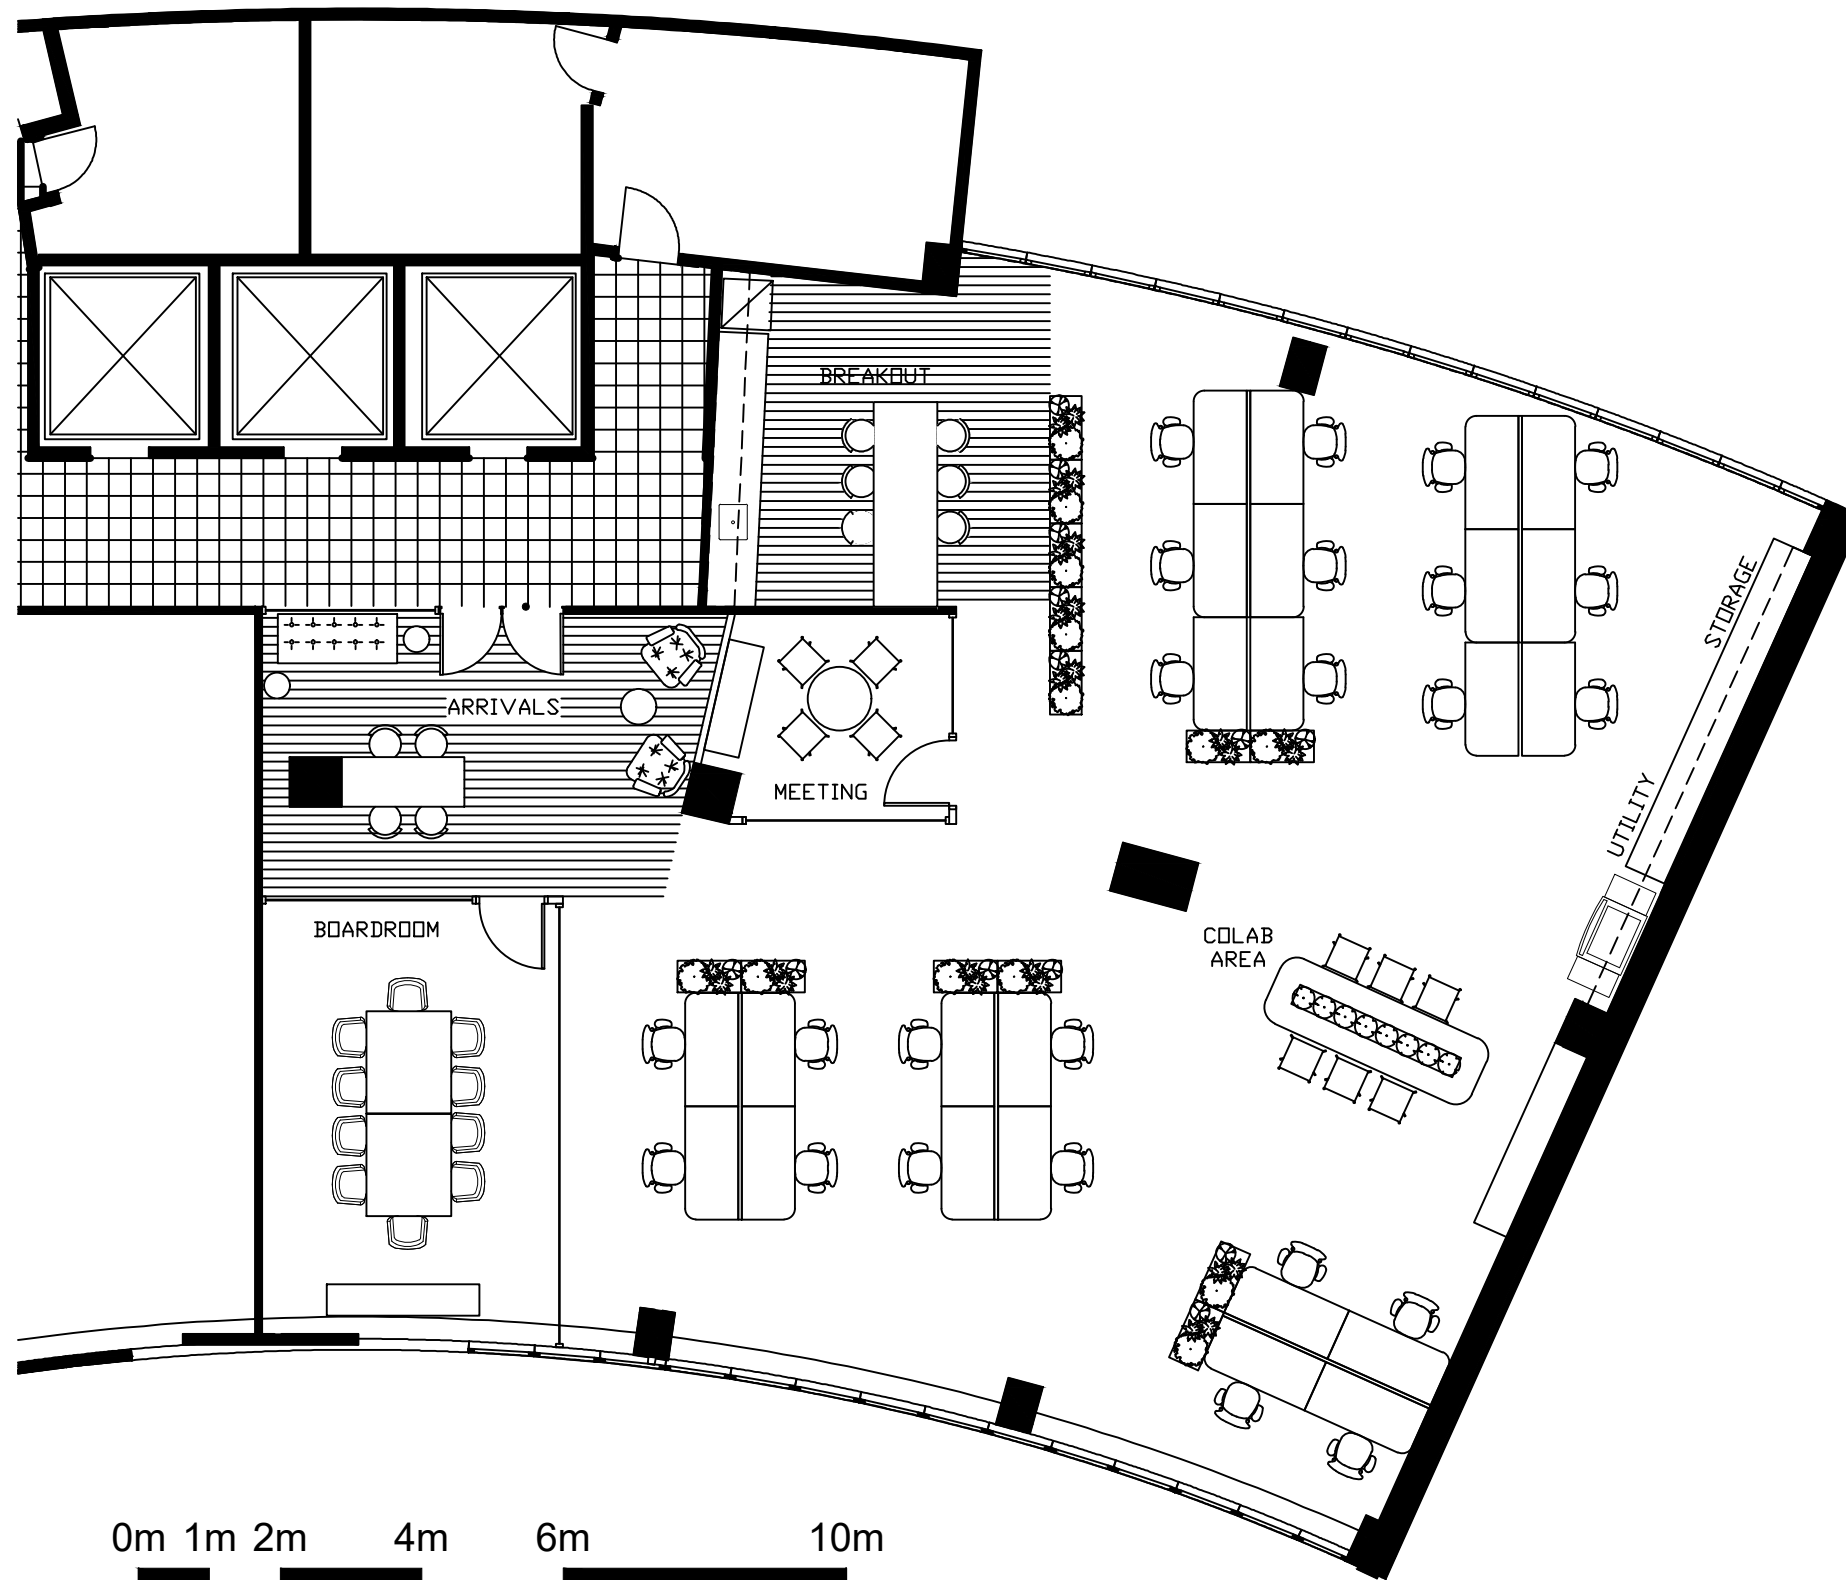 BREAKOUT
STORAGE
ARRIVALS
MEETING
UTILITY
BOARDROOM
COLAB
AREA
0m 1m 2m 4m 6m 10m